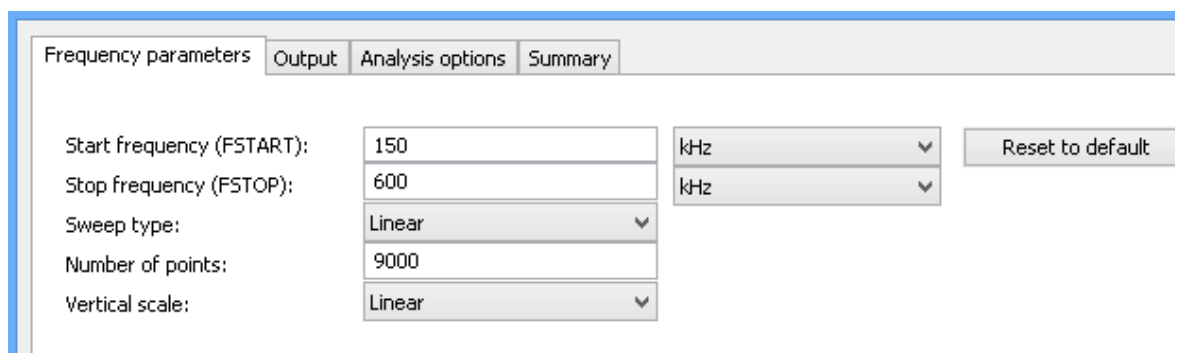 Frequency parameters Output Analysis options Summary
Start frequency (FSTART): 150 kHz Reset to default
Stop frequency (FSTOP): 600 kHz
Sweep type: Linear
Number of points: 9000
Vertical scale: Linear